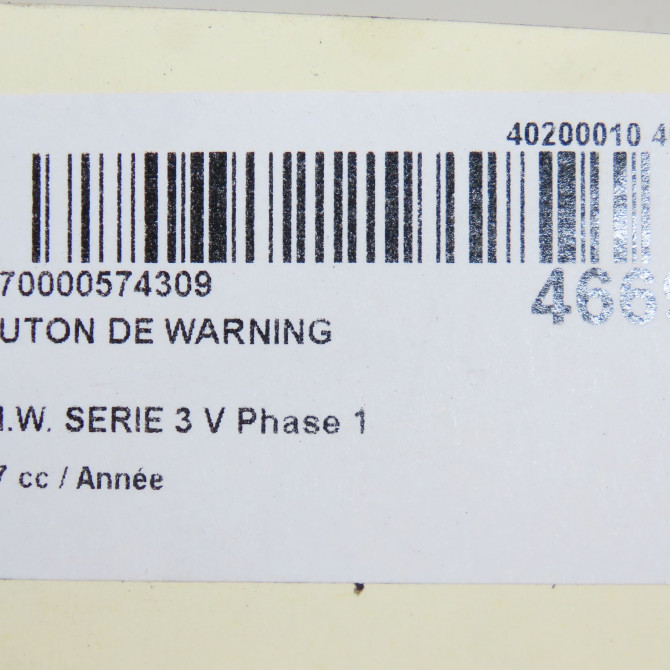 40200010 4
70000574309
466
UTON DE WARNING
.W. SERIE 3 V Phase 1
7 cc / Année